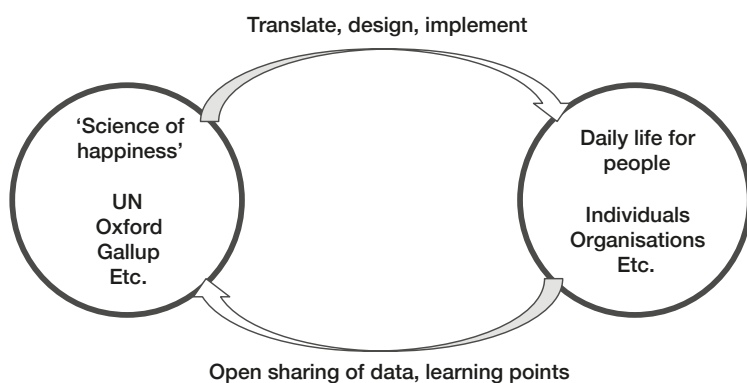 Translate, design, implement
‘Science of
happiness’
UN
Oxford
Gallup
Etc.
Daily life for
people
Individuals
Organisations
Etc.
Open sharing of data, learning points